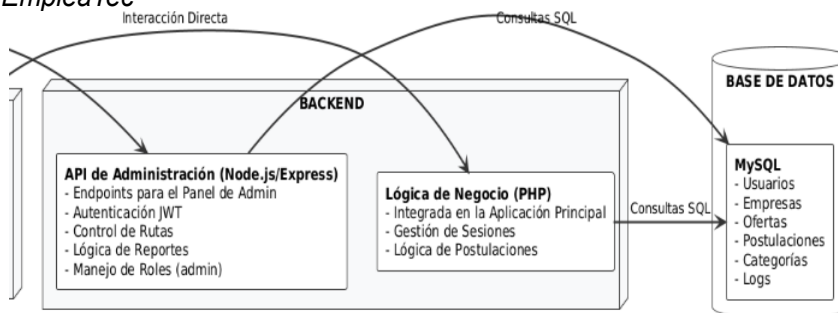 EmpleaTec
Interacción Directa
Consultas SQL
BACKEND
BASE DE DATOS
API de Administración (Node.js/Express)
- Endpoints para el Panel de Admin
- Autenticación JWT
- Control de Rutas
- Lógica de Reportes
- Manejo de Roles (admin)
Lógica de Negocio (PHP)
- Integrada en la Aplicación Principal
- Gestión de Sesiones
- Lógica de Postulaciones
Consultas SQL
MySQL
- Usuarios
- Empresas
- Ofertas
- Postulaciones
- Categorías
- Logs